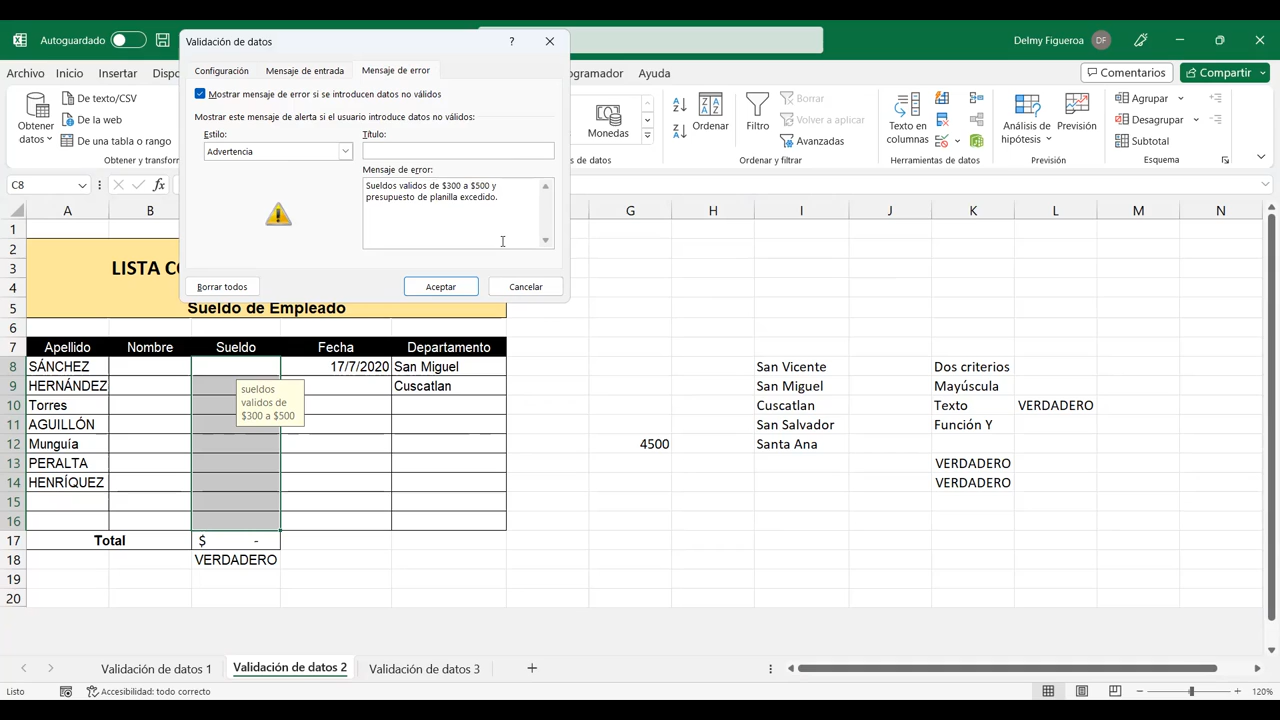 Autoguardado
Delmy Figueroa
DF
Validación de datos
?
Archivo
Inicio
Insertar
Dispo
ogramador
Ayuda
Comentarios
Compartir
Configuración
Mensaje de entrada
Mensaje de error
Mostrar mensaje de error si se introducen datos no válidos
Mostrar este mensaje de alerta si el usuario introduce datos no válidos:
Estilo:
Título:
Advertencia
Mensaje de error:
Sueldos validos de $300 a $500 y
presupuesto de planilla excedido.
Borrar todos
Aceptar
Cancelar
Obtener
datos
De texto/CSV
De la web
De una tabla o rango
Obtener y transfor
Monedas
s de datos
Ordenar
Filtro
Borrar
Volver a aplicar
Avanzadas
Ordenar y filtrar
Texto en
columnas
Herramientas de datos
Análisis de
hipótesis
Previsión
Previsión
Agrupar
Desagrupar
Subtotal
Esquema
C8
fx
A B G H I J K L M N
1
2
3 LISTA CO
4
5 Sueldo de Empleado
6
7 Apellido Nombre Sueldo Fecha Departamento
8 SÁNCHEZ 17/7/2020 San Miguel San Vicente Dos criterios
9 HERNÁNDEZ Cuscatlan San Miguel Mayúscula
10 Torres Cuscatlan Texto VERDADERO
11 AGUILLÓN San Salvador Función Y
12 Munguía 4500 Santa Ana
13 PERALTA VERDADERO
14 HENRÍQUEZ VERDADERO
15
16
17 Total $ -
18 VERDADERO
19
20
sueldos
validos de
$300 a $500
Validación de datos 1
Validación de datos 2
Validación de datos 3
Listo
Accesibilidad: todo correcto
120%